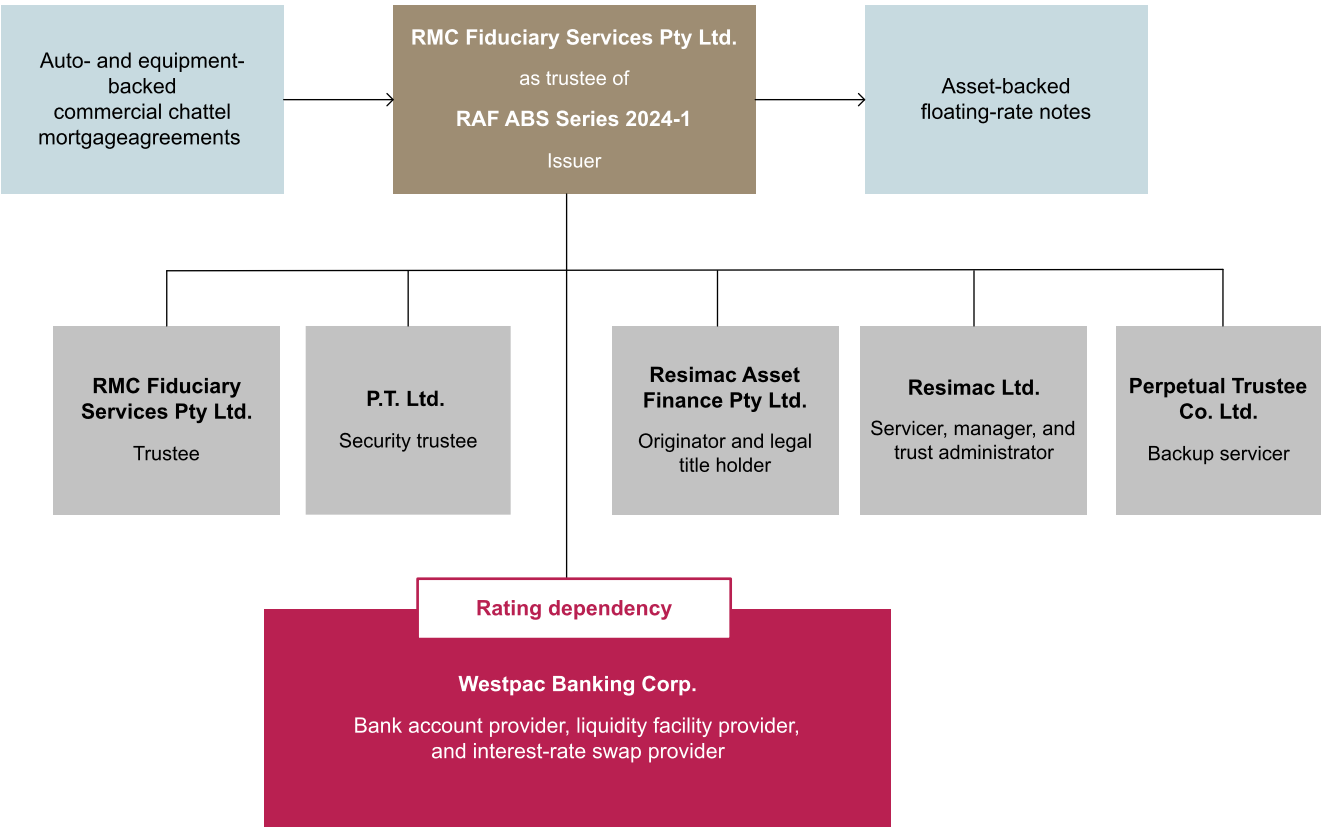 Auto- and equipment-
backed
commercial chattel
mortgageagreements
RMC Fiduciary Services Pty Ltd.
as trustee of
RAF ABS Series 2024-1
Issuer
Asset-backed
floating-rate notes
RMC Fiduciary
Services Pty Ltd.
Trustee
P.T. Ltd.
Security trustee
Resimac Asset
Finance Pty Ltd.
Originator and legal
title holder
Resimac Ltd.
Servicer, manager, and
trust administrator
Perpetual Trustee
Co. Ltd.
Backup servicer
Rating dependency
Westpac Banking Corp.
Bank account provider, liquidity facility provider,
and interest-rate swap provider